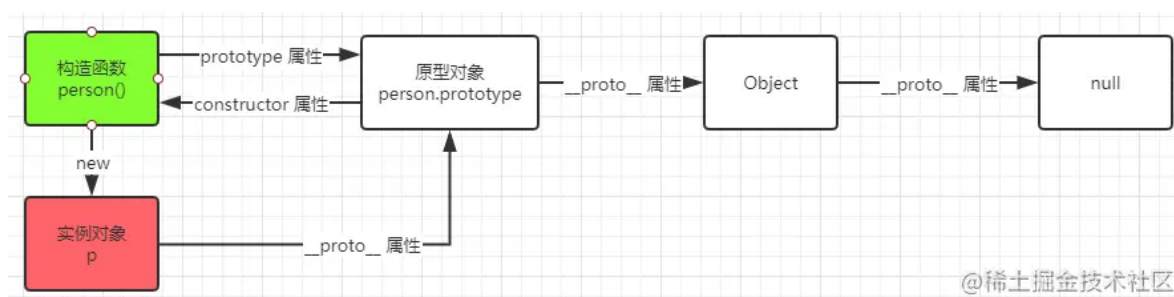 构造函数
person()
prototype 属性
constructor 属性
原型对象
person.prototype
__proto__ 属性
Object
__proto__ 属性
null
new
实例对象
p
__proto__ 属性
@稀土掘金技术社区